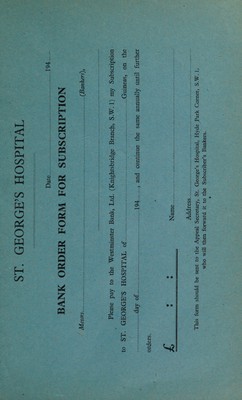 ST. GEORGE'S HOSPITAL
Date 194
BANK ORDER FORM FOR SUBSCRIPTION
Messrs. (Bankers),
Please pay to the Westminster Bank, Ltd. (Knightsbridge Branch, S.W.1) my Subscription
to ST. GEORGE'S HOSPITAL of Guineas, on the
day of 194 , and continue the same annually until further
orders.
Name
£ : :
Address
This form should be sent to the Appeal Secretary, St. George's Hospital, Hyde Park Corner, S.W.1,
who will then forward it to the Subscriber's Bankers.